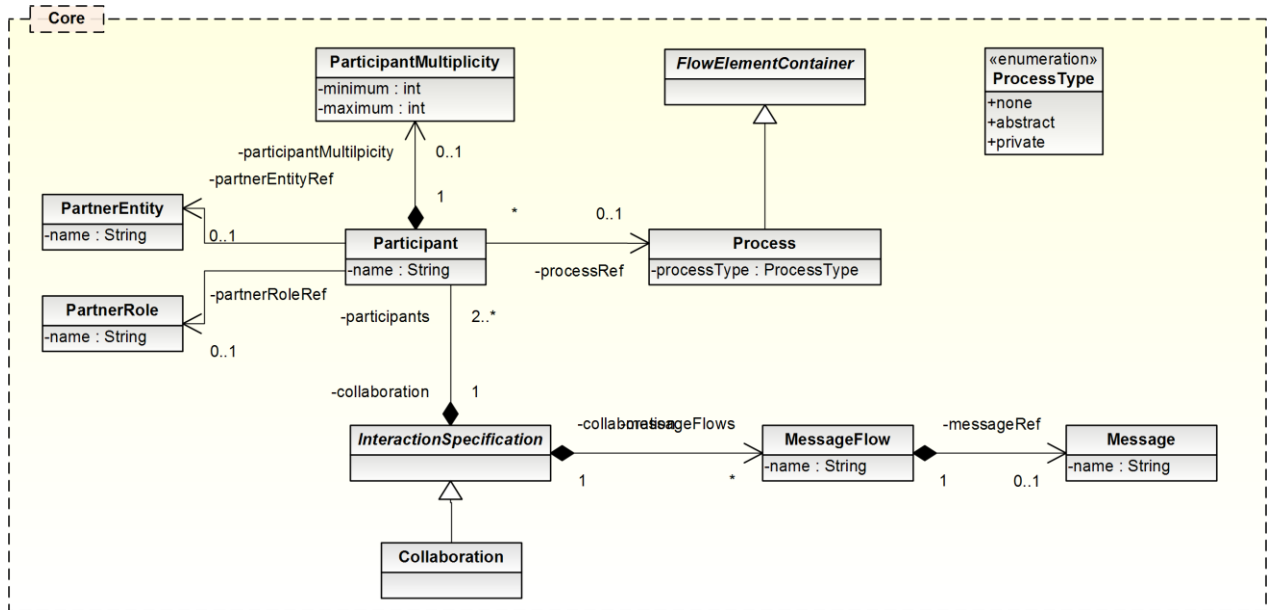 Core
ParticipantMultiplicity
-minimum : int
-maximum : int
FlowElementContainer
«enumeration»
ProcessType
+none
+abstract
+private
-participantMultilpicity
0..1
-partnerEntityRef
1
PartnerEntity
-name : String
0..1
*
0..1
Participant
-name : String
-processRef
Process
-processType : ProcessType
-partnerRoleRef
PartnerRole
-name : String
0..1
-participants
2..*
-collaboration
1
InteractionSpecification
-collaboration
-messageFlows
1
*
MessageFlow
-name : String
-messageRef
1
0..1
Message
-name : String
Collaboration